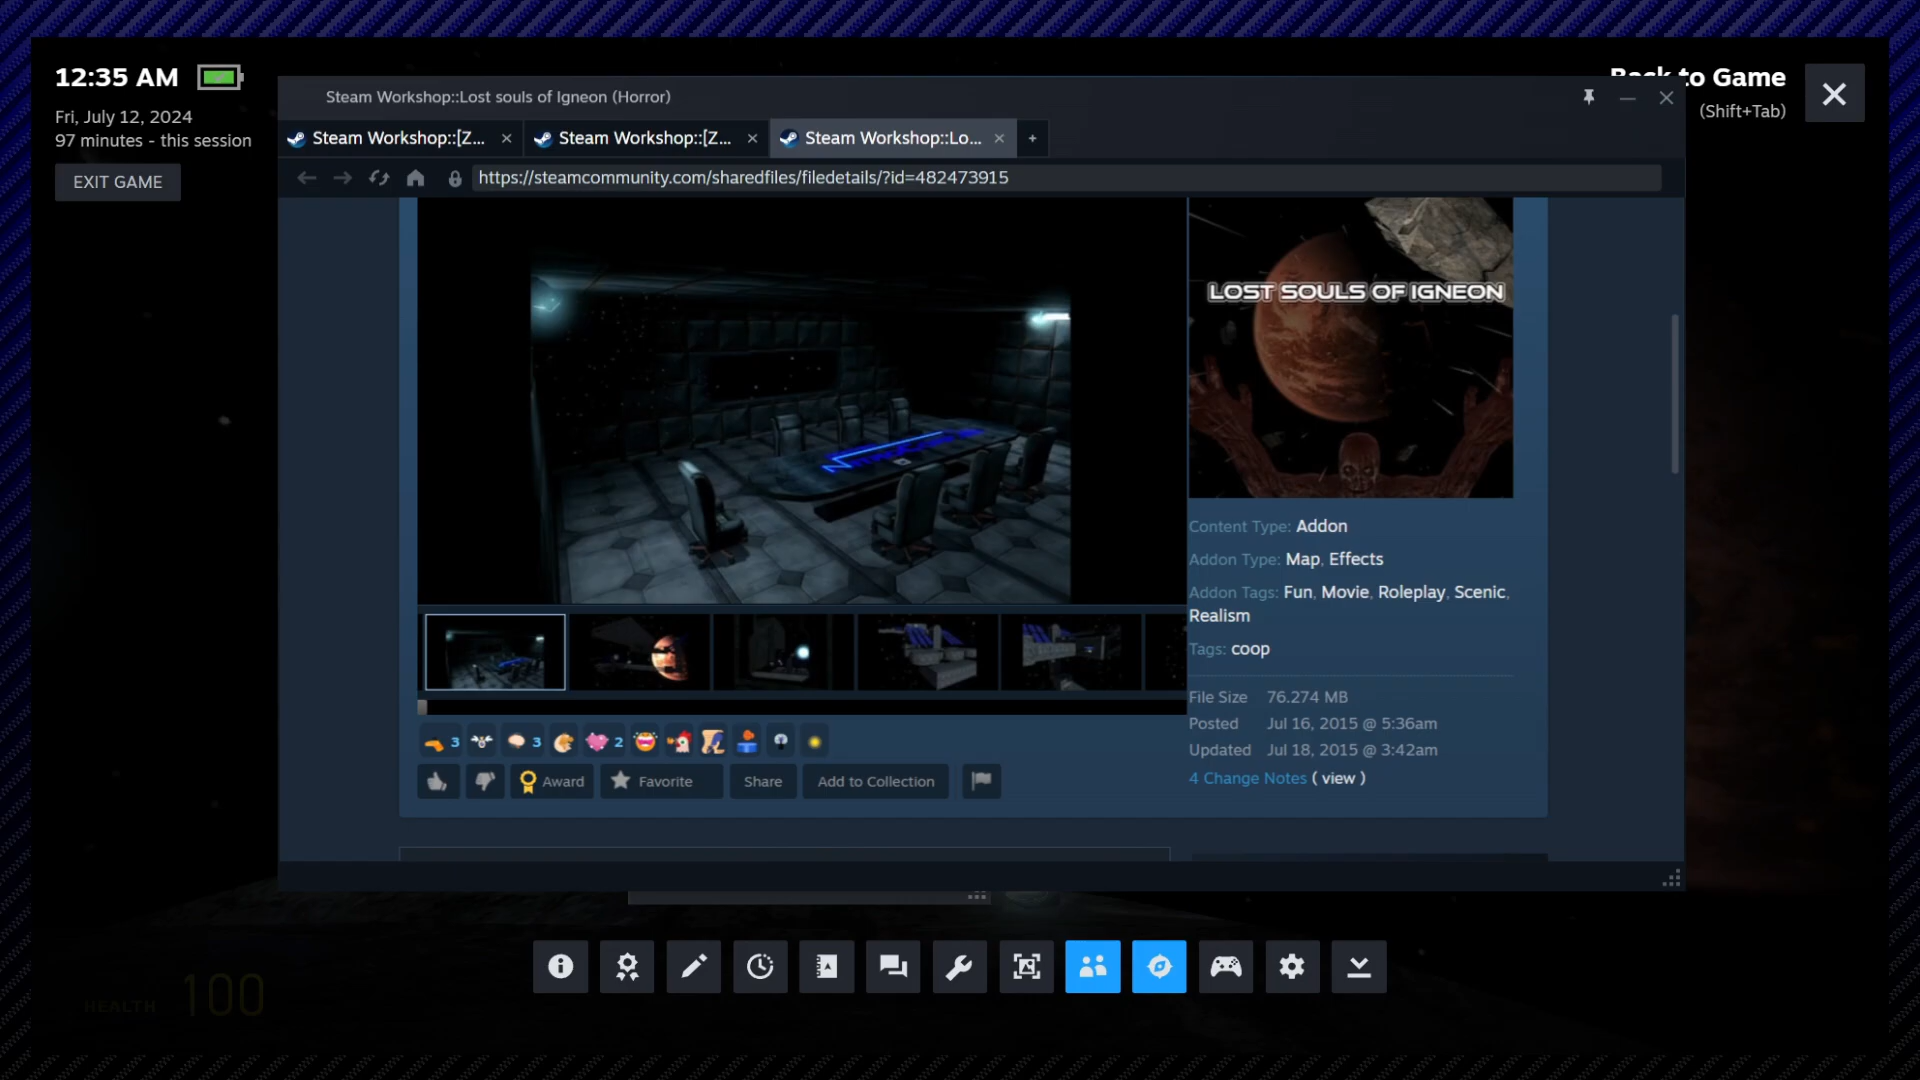 12:35 AM
Fri, July 12, 2024
97 minutes - this session
EXIT GAME
Back to Game
(Shift+Tab)
Steam Workshop::Lost souls of Igneon (Horror)
Steam Workshop::[Z...
Steam Workshop::[Z...
Steam Workshop::Lo...
https://steamcommunity.com/sharedfiles/filedetails/?id=482473915
LOST SOULS OF IGNEON
Content Type: Addon
Addon Type: Map, Effects
Addon Tags: Fun, Movie, Roleplay, Scenic,
Realism
Tags: coop
File Size 76.274 MB
Posted Jul 16, 2015 @ 5:36am
Updated Jul 18, 2015 @ 3:42am
4 Change Notes ( view )
3
3
2
Award
Favorite
Share
Add to Collection
HEALTH 100